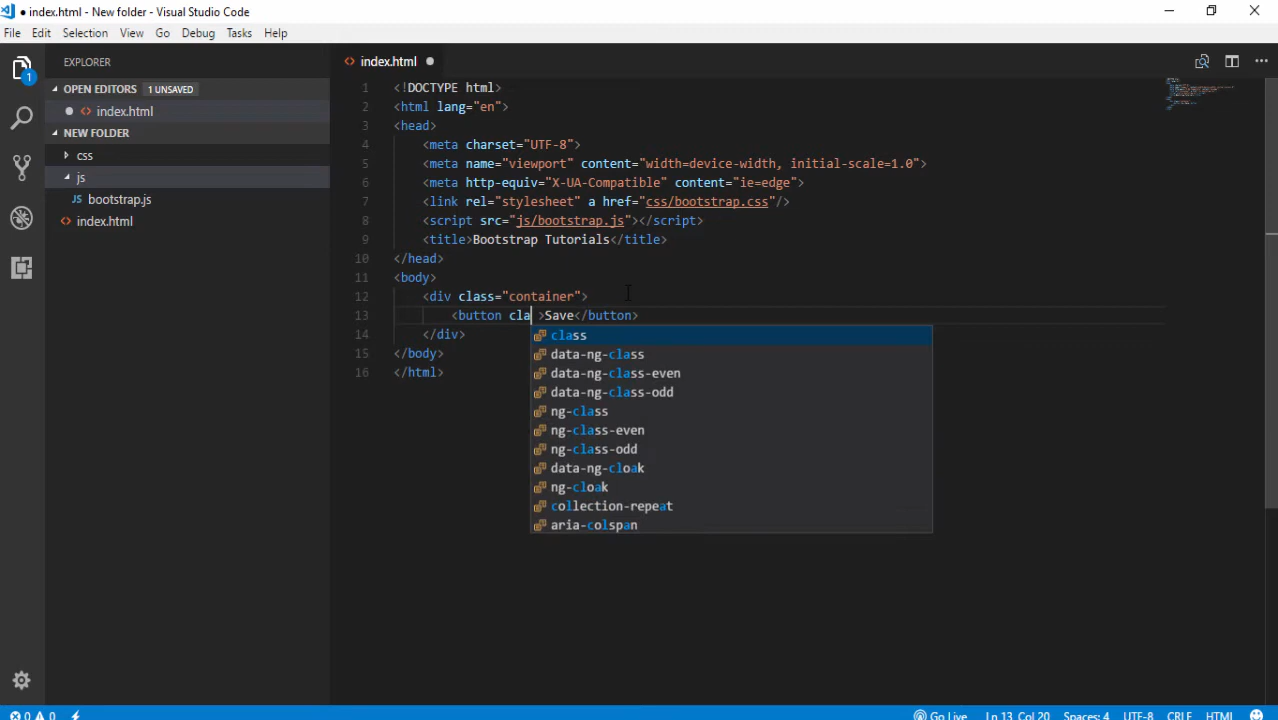 ● index.html - New folder - Visual Studio Code
File Edit Selection View Go Debug Tasks Help
EXPLORER
OPEN EDITORS 1 UNSAVED
index.html
NEW FOLDER
css
js
JS bootstrap.js
index.html
1
index.html
1 <!DOCTYPE html>
2 <html lang="en">
3 <head>
4 <meta charset="UTF-8">
5 <meta name="viewport" content="width=device-width, initial-scale=1.0">
6 <meta http-equiv="X-UA-Compatible" content="ie=edge">
7 <link rel="stylesheet" a href="css/bootstrap.css"/>
8 <script src="js/bootstrap.js"></script>
9 <title>Bootstrap Tutorials</title>
10 </head>
11 <body>
12 <div class="container">
13 <button cla >Save</button>
14 </div>
15 </body>
16 </html>
class
data-ng-class
data-ng-class-even
data-ng-class-odd
ng-class
ng-class-even
ng-class-odd
data-ng-cloak
ng-cloak
collection-repeat
aria-colspan
0 0 Go Live Ln 13, Col 20 Spaces: 4 UTF-8 CRLF HTML